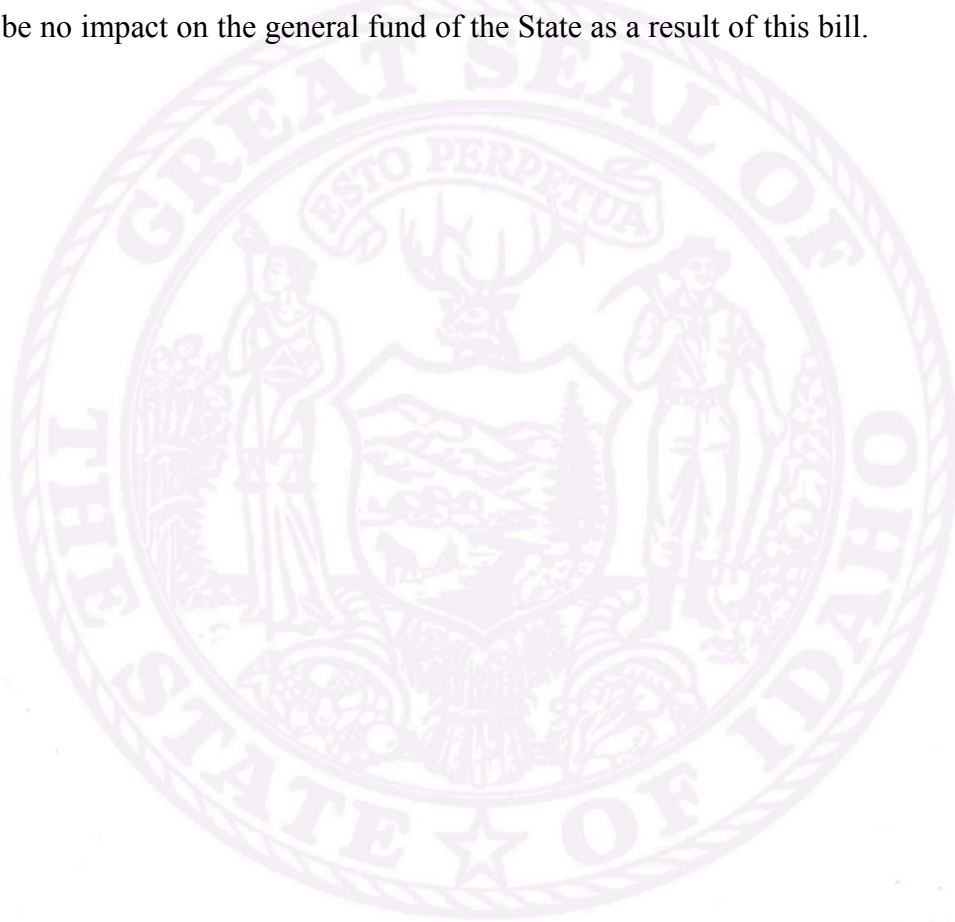 be no impact on the general fund of the State as a result of this bill.
GREAT SEAL OF
ESTO PERPETUA
THE STATE OF IDAHO